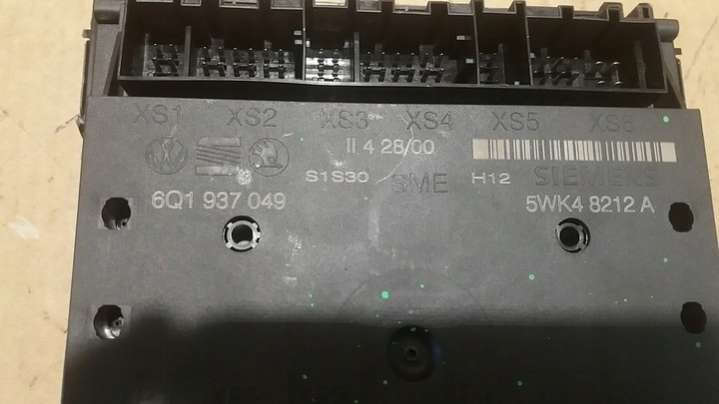 XS1 XS2 XS3 XS4 XS5 XS6
II 4 28/00
S1S30 SME H12 SIEMENS
6Q1 937 049 5WK4 8212 A